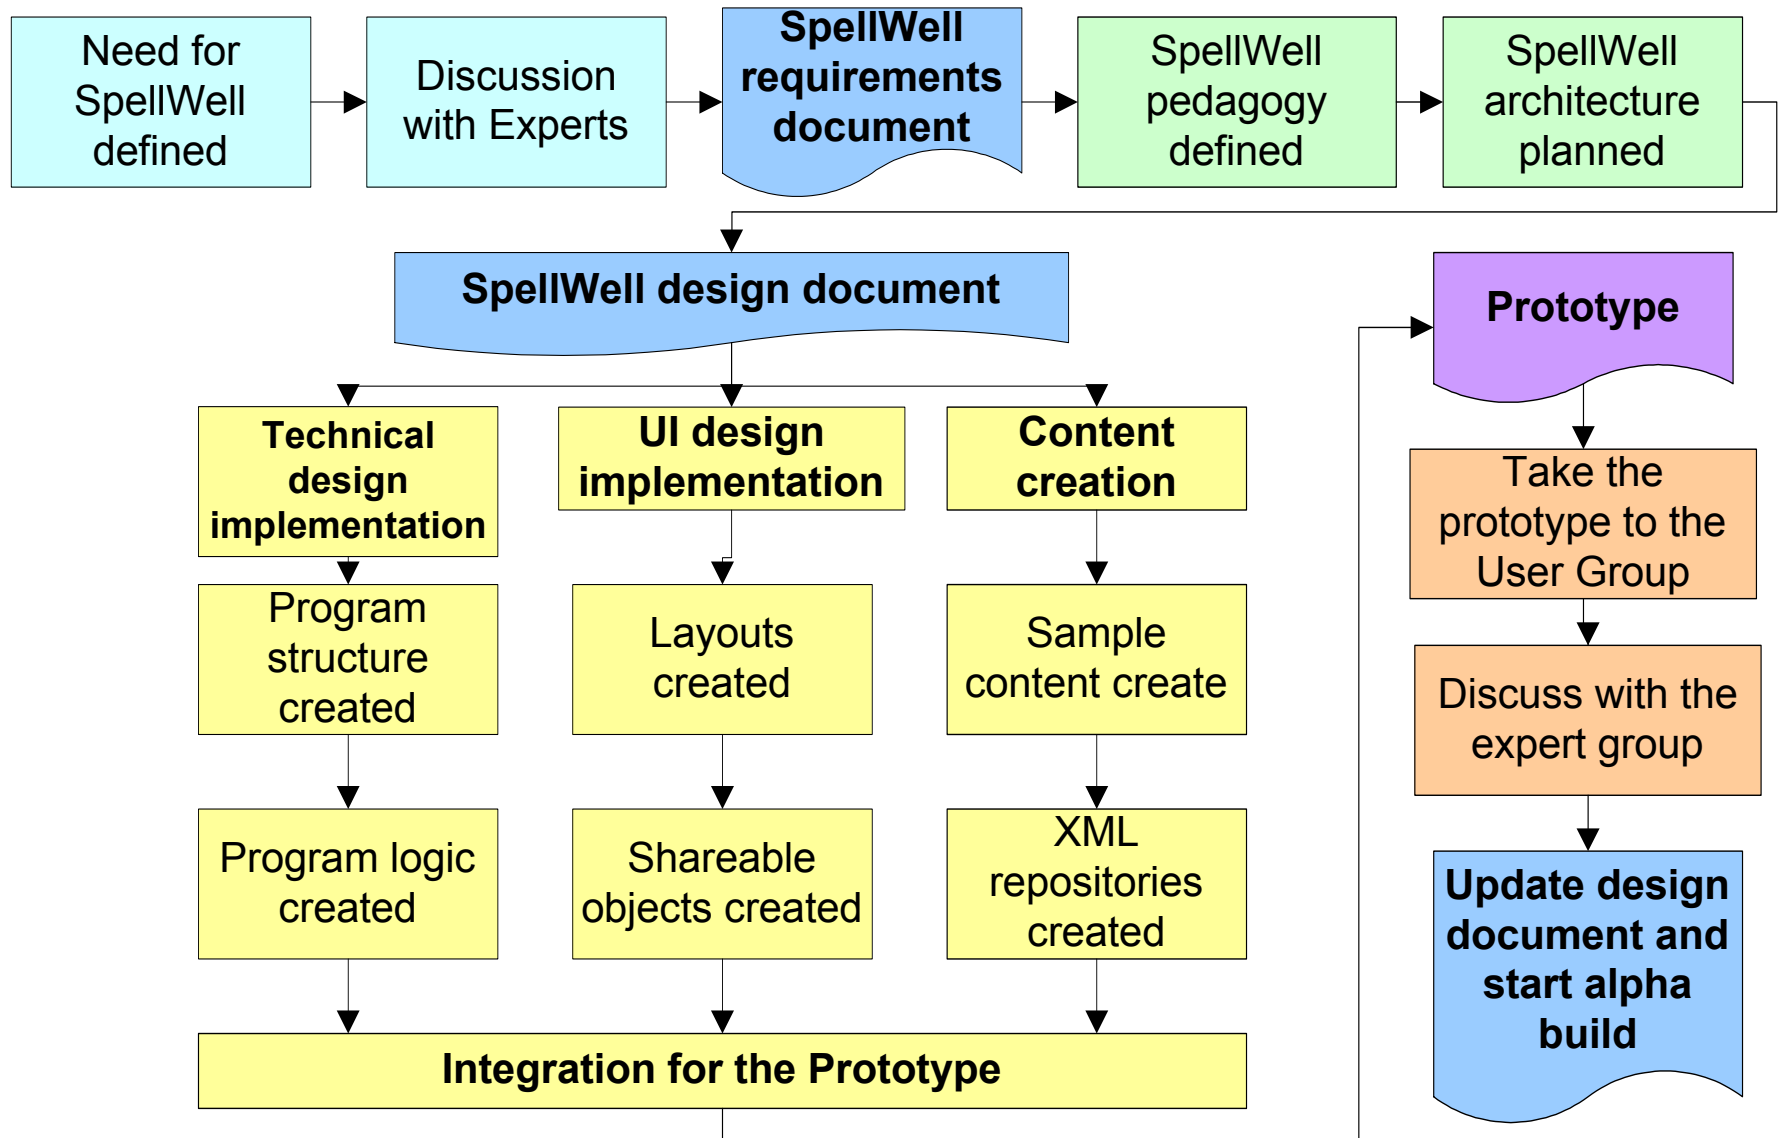 Need for
SpellWell
defined
Discussion
with Experts
SpellWell
requirements
document
SpellWell
pedagogy
defined
SpellWell
architecture
planned
SpellWell design document
Technical
design
implementation
UI design
implementation
Content
creation
Program
structure
created
Layouts
created
Sample
content create
Program logic
created
Shareable
objects created
XML
repositories
created
Integration for the Prototype
Prototype
Take the
prototype to the
User Group
Discuss with the
expert group
Update design
document and
start alpha
build